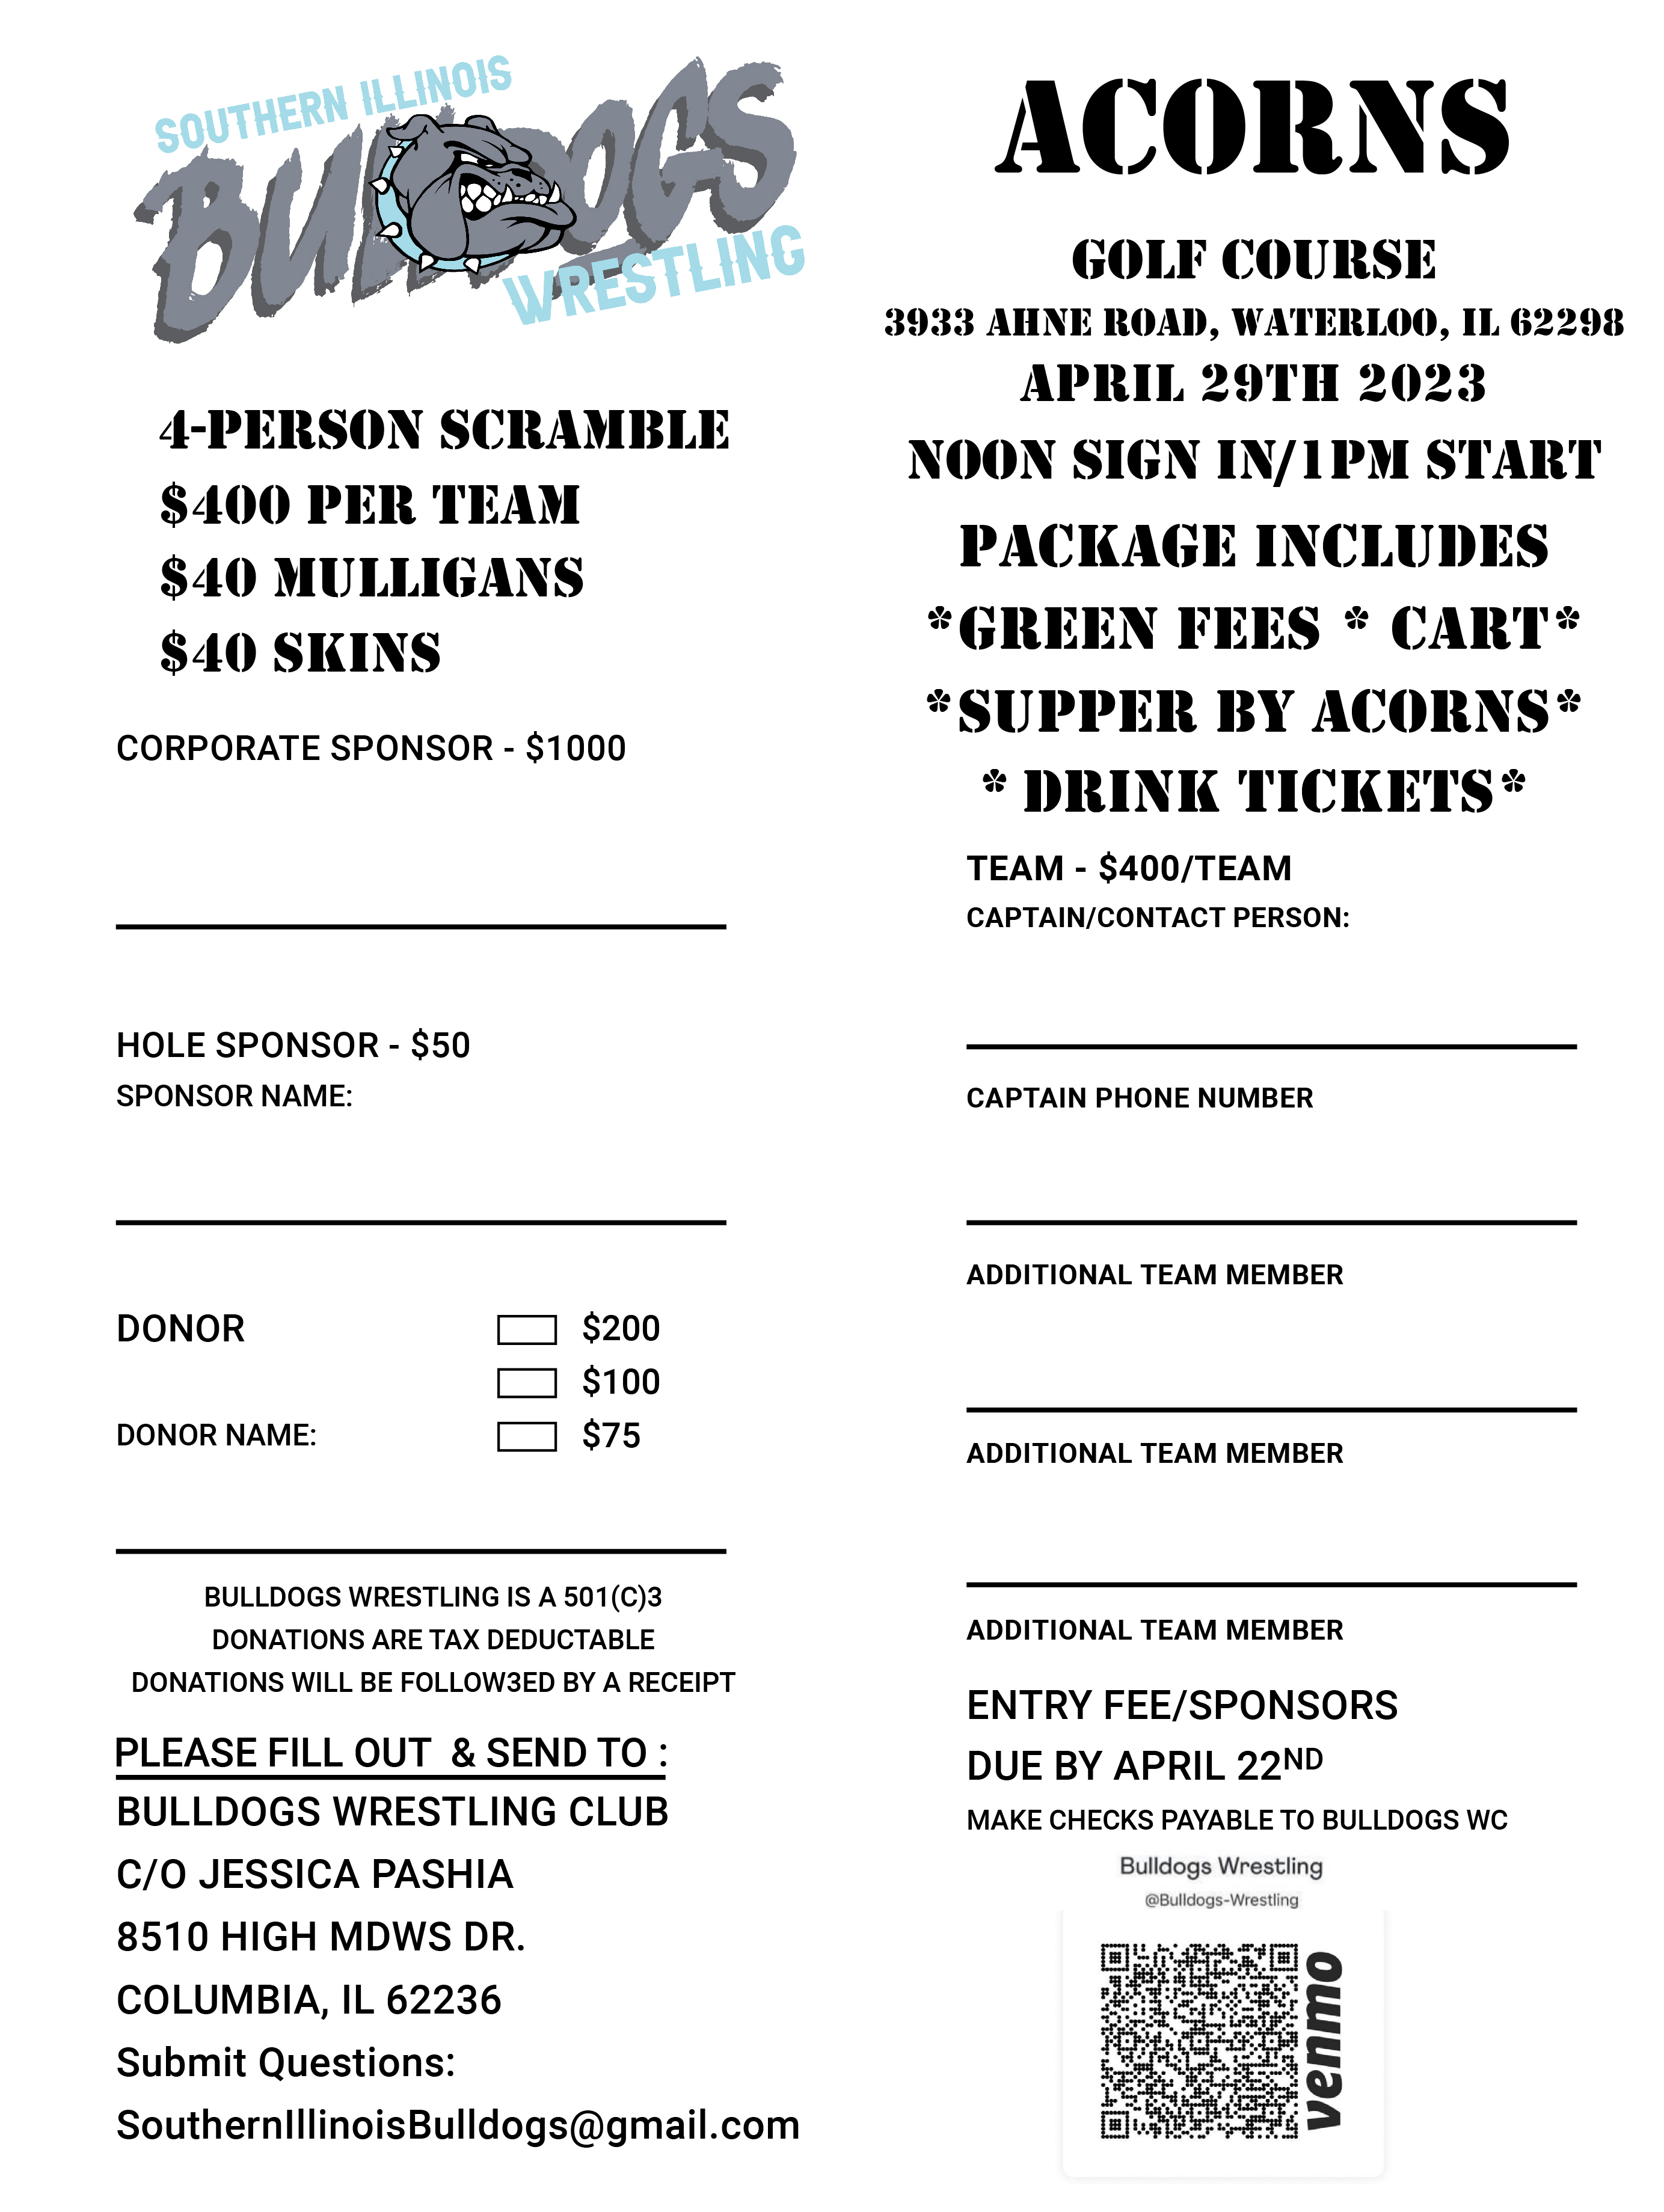 SOUTHERN ILLINOIS
BULLDOGS
WRESTLING
4-PERSON SCRAMBLE
$400 PER TEAM
$40 MULLIGANS
$40 SKINS
CORPORATE SPONSOR - $1000
HOLE SPONSOR - $50
SPONSOR NAME:
DONOR
$200
$100
DONOR NAME:
$75
BULLDOGS WRESTLING IS A 501(C)3
DONATIONS ARE TAX DEDUCTABLE
DONATIONS WILL BE FOLLOW3ED BY A RECEIPT
PLEASE FILL OUT & SEND TO :
BULLDOGS WRESTLING CLUB
C/O JESSICA PASHIA
8510 HIGH MDWS DR.
COLUMBIA, IL 62236
Submit Questions:
SouthernIllinoisBulldogs@gmail.com
ACORNS
GOLF COURSE
3933 AHNE ROAD, WATERLOO, IL 62298
APRIL 29TH 2023
NOON SIGN IN/1PM START
PACKAGE INCLUDES
*GREEN FEES * CART*
*SUPPER BY ACORNS*
* DRINK TICKETS*
TEAM - $400/TEAM
CAPTAIN/CONTACT PERSON:
CAPTAIN PHONE NUMBER
ADDITIONAL TEAM MEMBER
ADDITIONAL TEAM MEMBER
ADDITIONAL TEAM MEMBER
ENTRY FEE/SPONSORS
DUE BY APRIL 22ND
MAKE CHECKS PAYABLE TO BULLDOGS WC
Bulldogs Wrestling
@Bulldogs-Wrestling
venmo